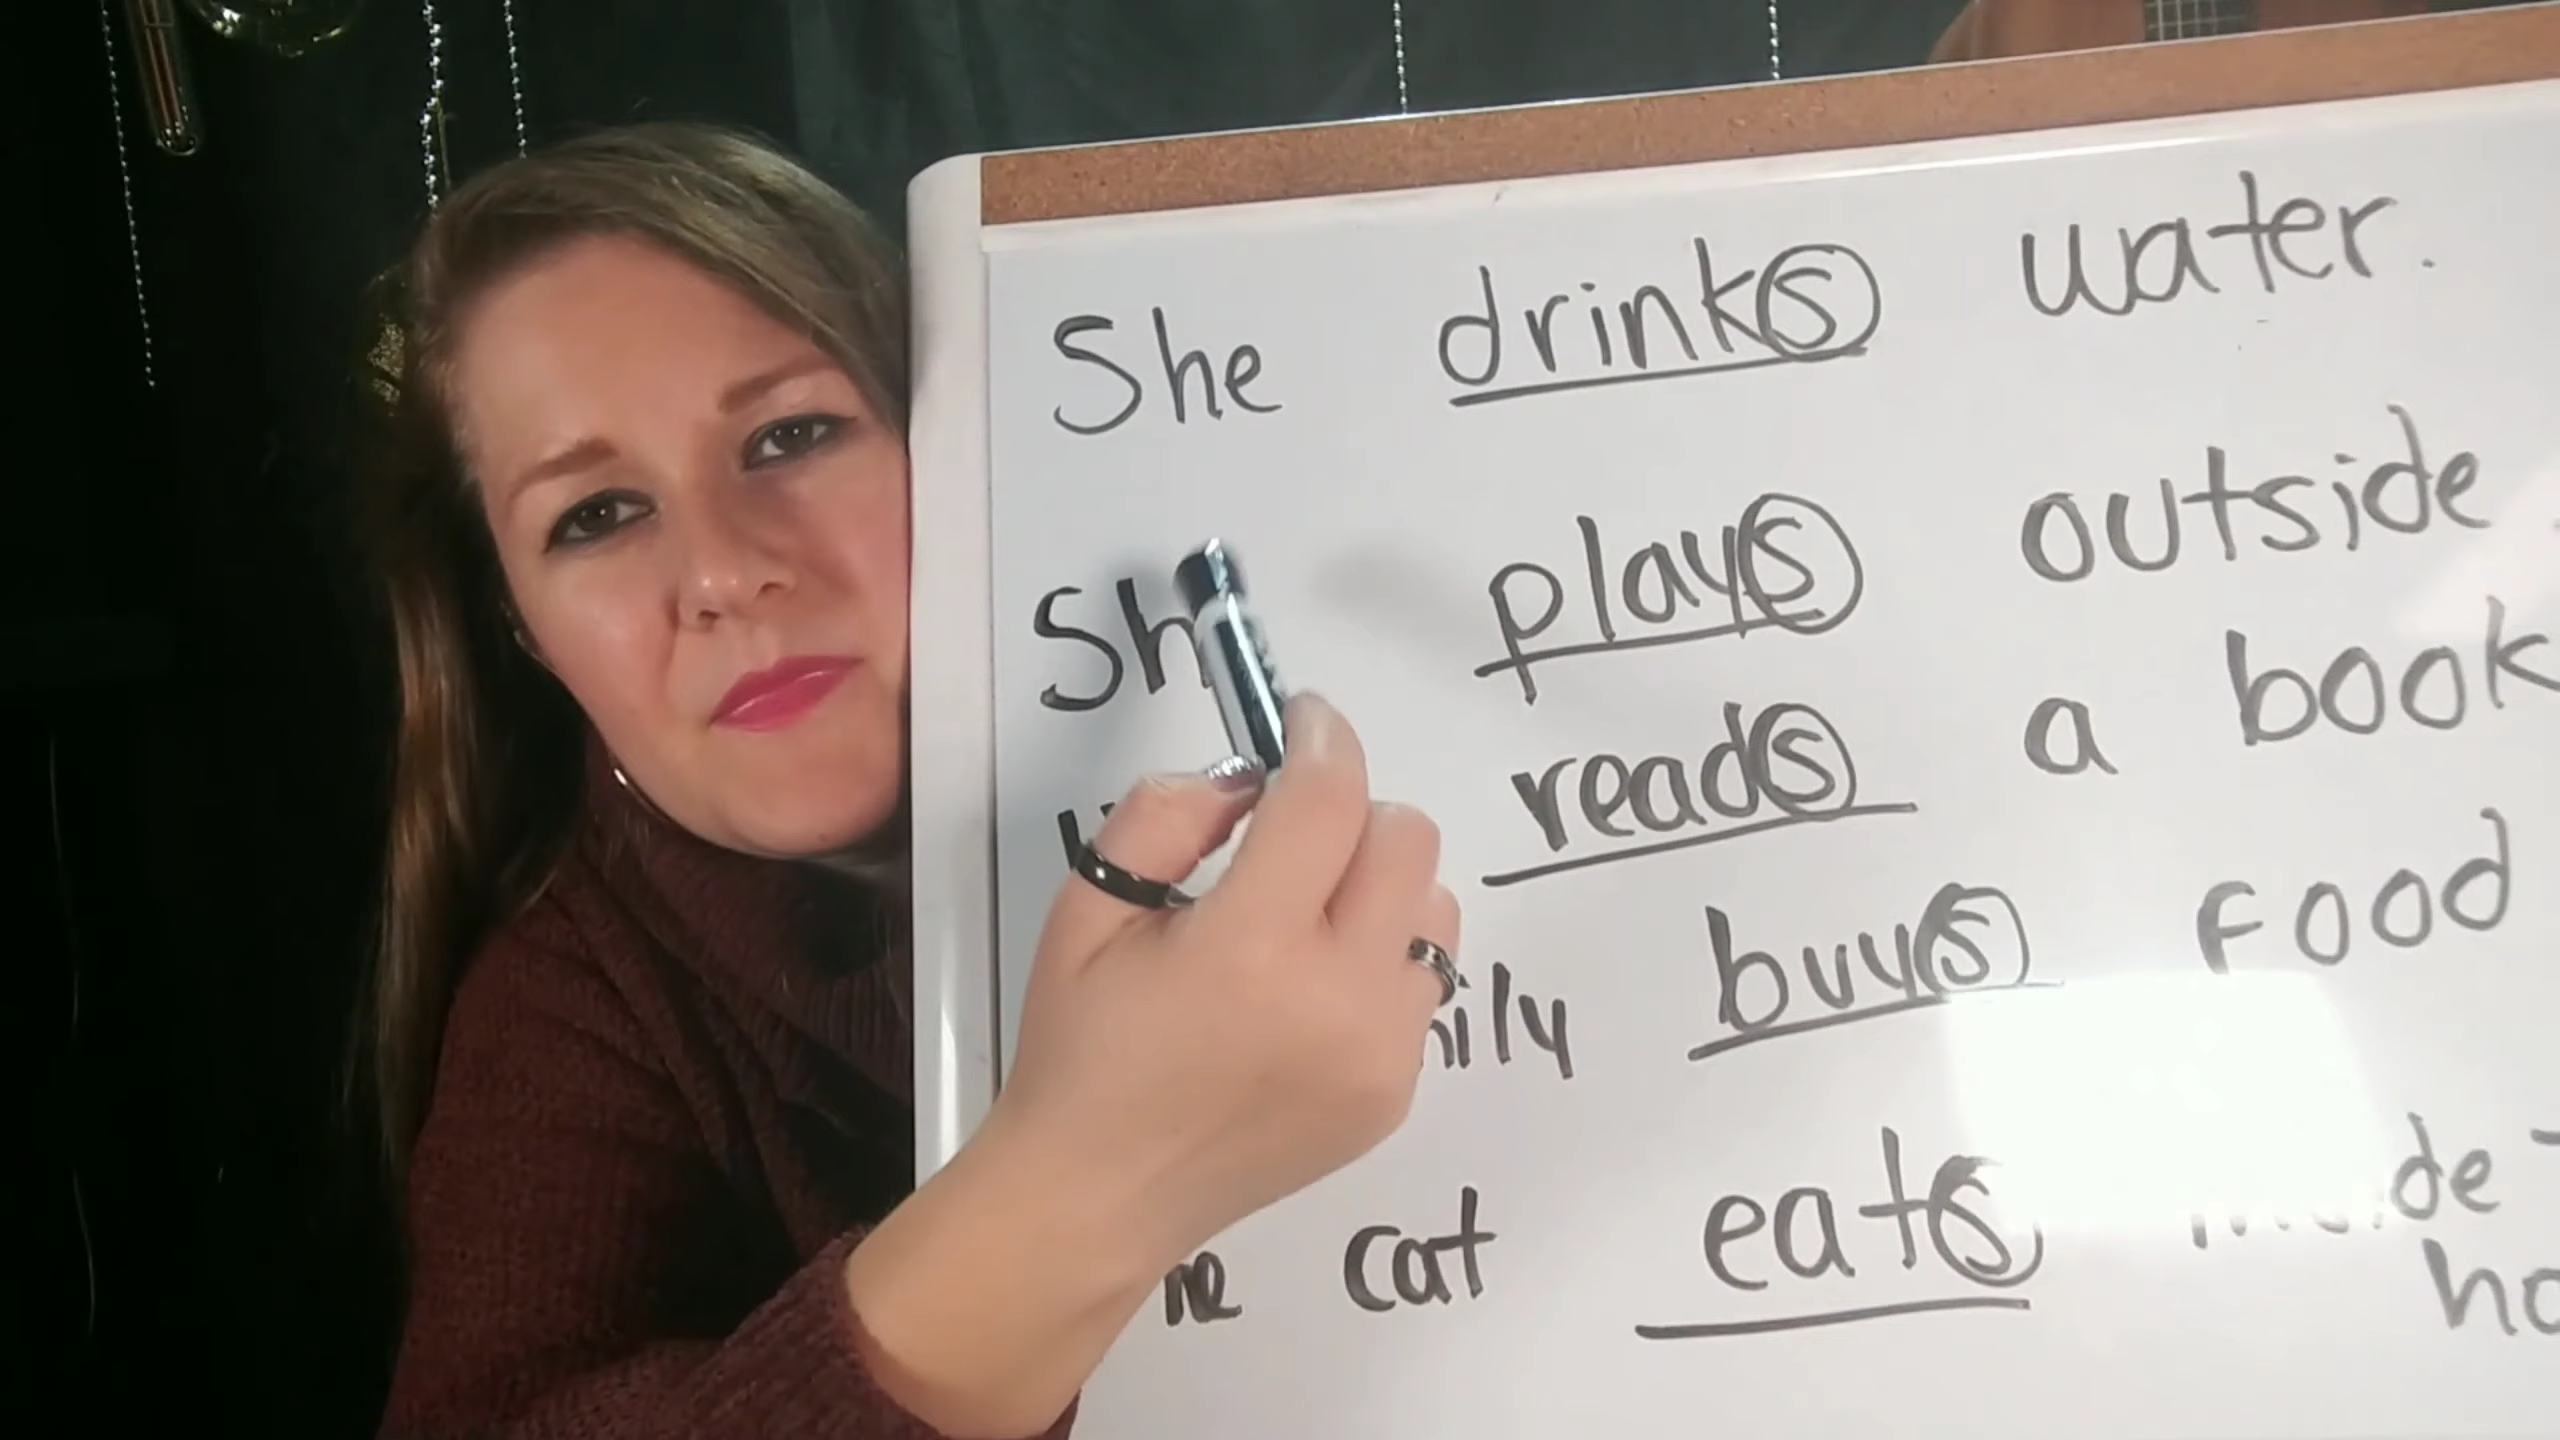 She drinks water.
plays outside.
reads a book
buys food
cat eats